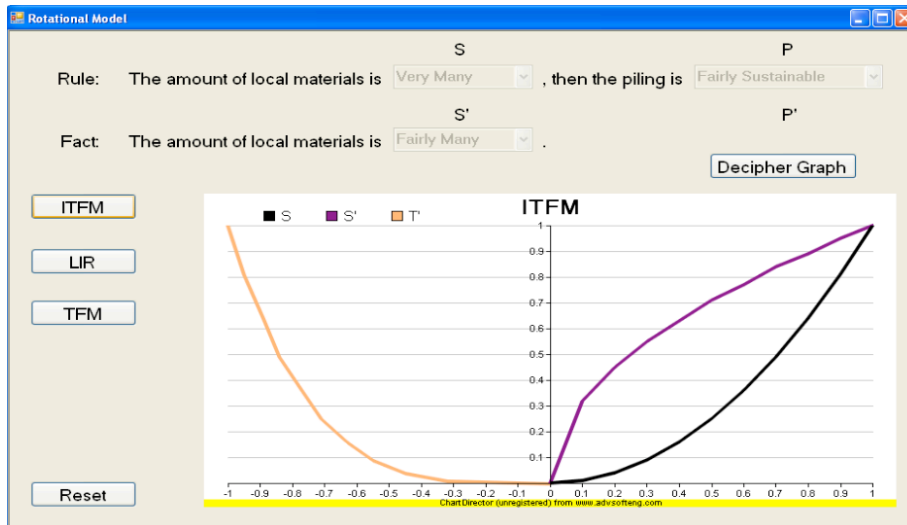 Rotational Model
S P
Rule: The amount of local materials is Very Many , then the piling is Fairly Sustainable
S' P'
Fact: The amount of local materials is Fairly Many .
Decipher Graph
ITFM
LIR
TFM
Reset
ITFM
S S' T'
1
0.9
0.8
0.7
0.6
0.5
0.4
0.3
0.2
0.1
-1 -0.9 -0.8 -0.7 -0.6 -0.5 -0.4 -0.3 -0.2 -0.1 0 0.1 0.2 0.3 0.4 0.5 0.6 0.7 0.8 0.9 1
ChartDirector (unregistered) from www.advsofteng.com